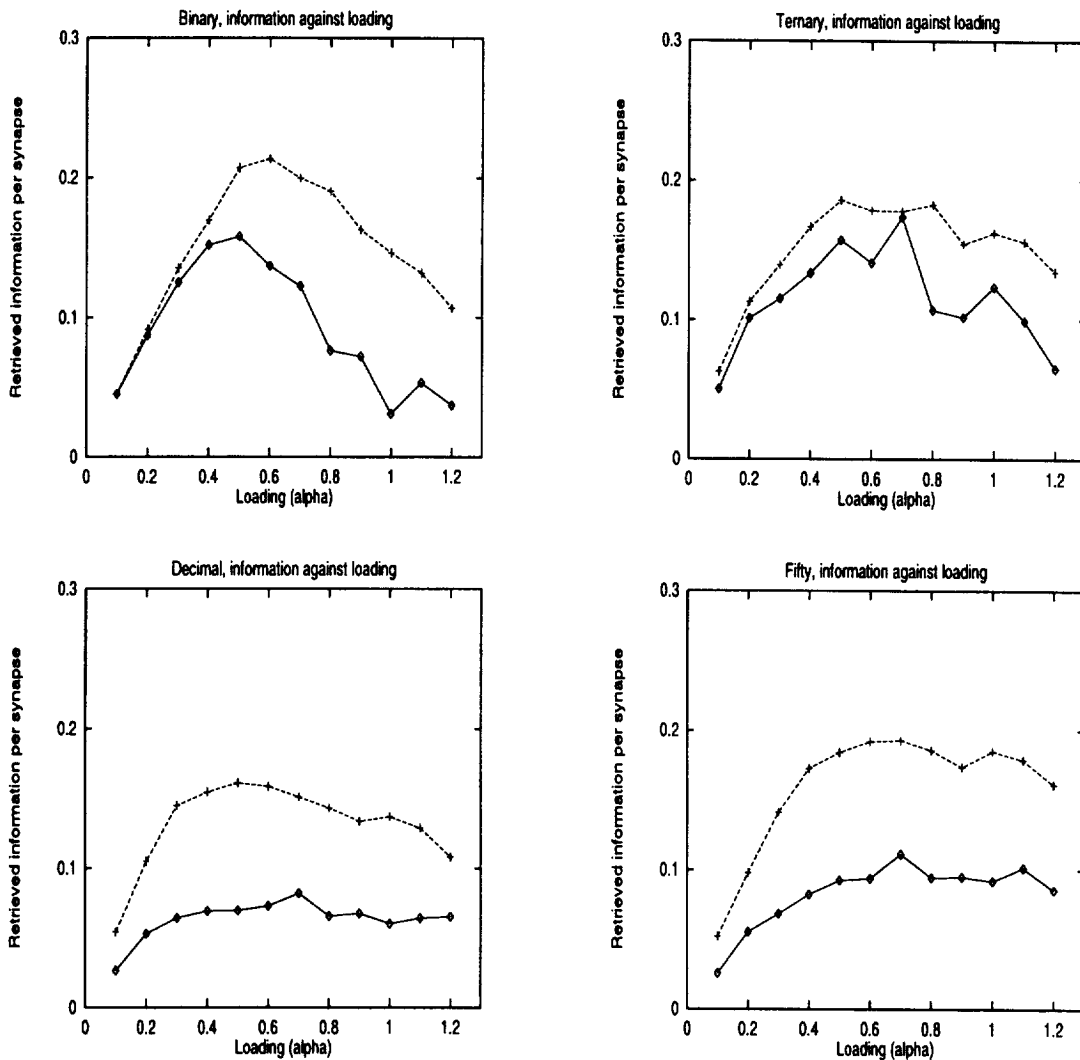 Binary, information against loading
0.3
0.2
0.1
0
Retrieved information per synapse
0 0.2 0.4 0.6 0.8 1 1.2
Loading (alpha)
Ternary, information against loading
0.3
0.2
0.1
0
Retrieved information per synapse
0 0.2 0.4 0.6 0.8 1 1.2
Loading (alpha)
Decimal, information against loading
0.3
0.2
0.1
0
Retrieved information per synapse
0 0.2 0.4 0.6 0.8 1 1.2
Loading (alpha)
Fifty, information against loading
0.3
0.2
0.1
0
Retrieved information per synapse
0 0.2 0.4 0.6 0.8 1 1.2
Loading (alpha)